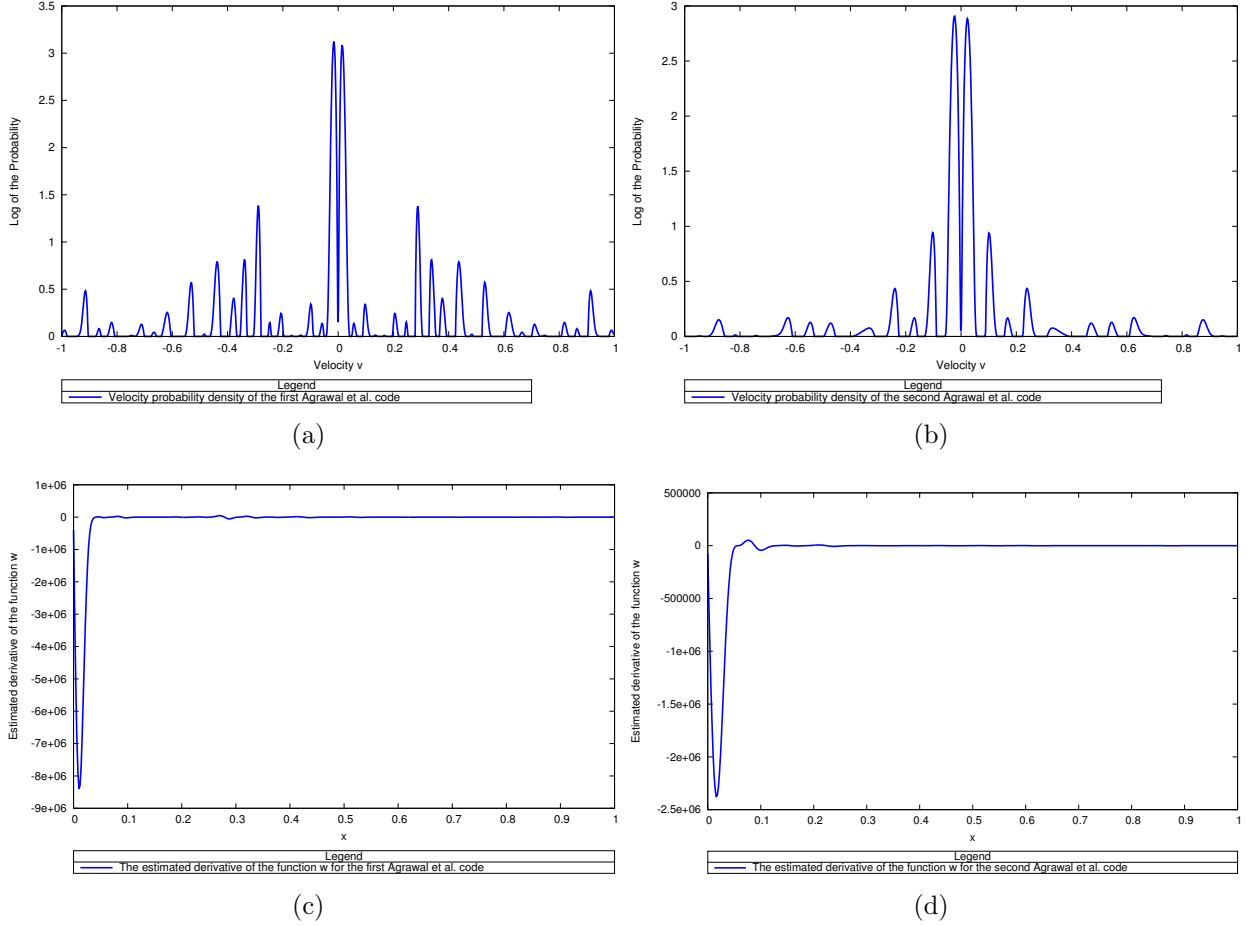 3.5
3
2.5
2
1.5
1
0.5
0
Log of the Probability
-1 -0.8 -0.6 -0.4 -0.2 0 0.2 0.4 0.6 0.8 1
Velocity v
Legend
Velocity probability density of the first Agrawal et al. code
(a)
3
2.5
2
1.5
1
0.5
0
Log of the Probability
-1 -0.8 -0.6 -0.4 -0.2 0 0.2 0.4 0.6 0.8 1
Velocity v
Legend
Velocity probability density of the second Agrawal et al. code
(b)
1e+06
0
-1e+06
-2e+06
-3e+06
-4e+06
-5e+06
-6e+06
-7e+06
-8e+06
-9e+06
Estimated derivative of the function w
0 0.1 0.2 0.3 0.4 0.5 0.6 0.7 0.8 0.9 1
x
Legend
The estimated derivative of the function w for the first Agrawal et al. code
(c)
500000
0
-500000
-1e+06
-1.5e+06
-2e+06
-2.5e+06
Estimated derivative of the function w
0 0.1 0.2 0.3 0.4 0.5 0.6 0.7 0.8 0.9 1
x
Legend
The estimated derivative of the function w for the second Agrawal et al. code
(d)